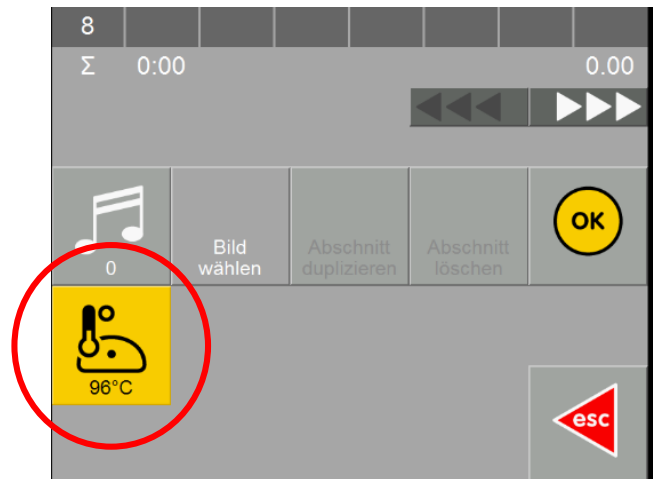 8
Σ 0:00 0.00
0
Bild
wählen
Abschnitt
duplizieren
Abschnitt
löschen
OK
96°C
esc